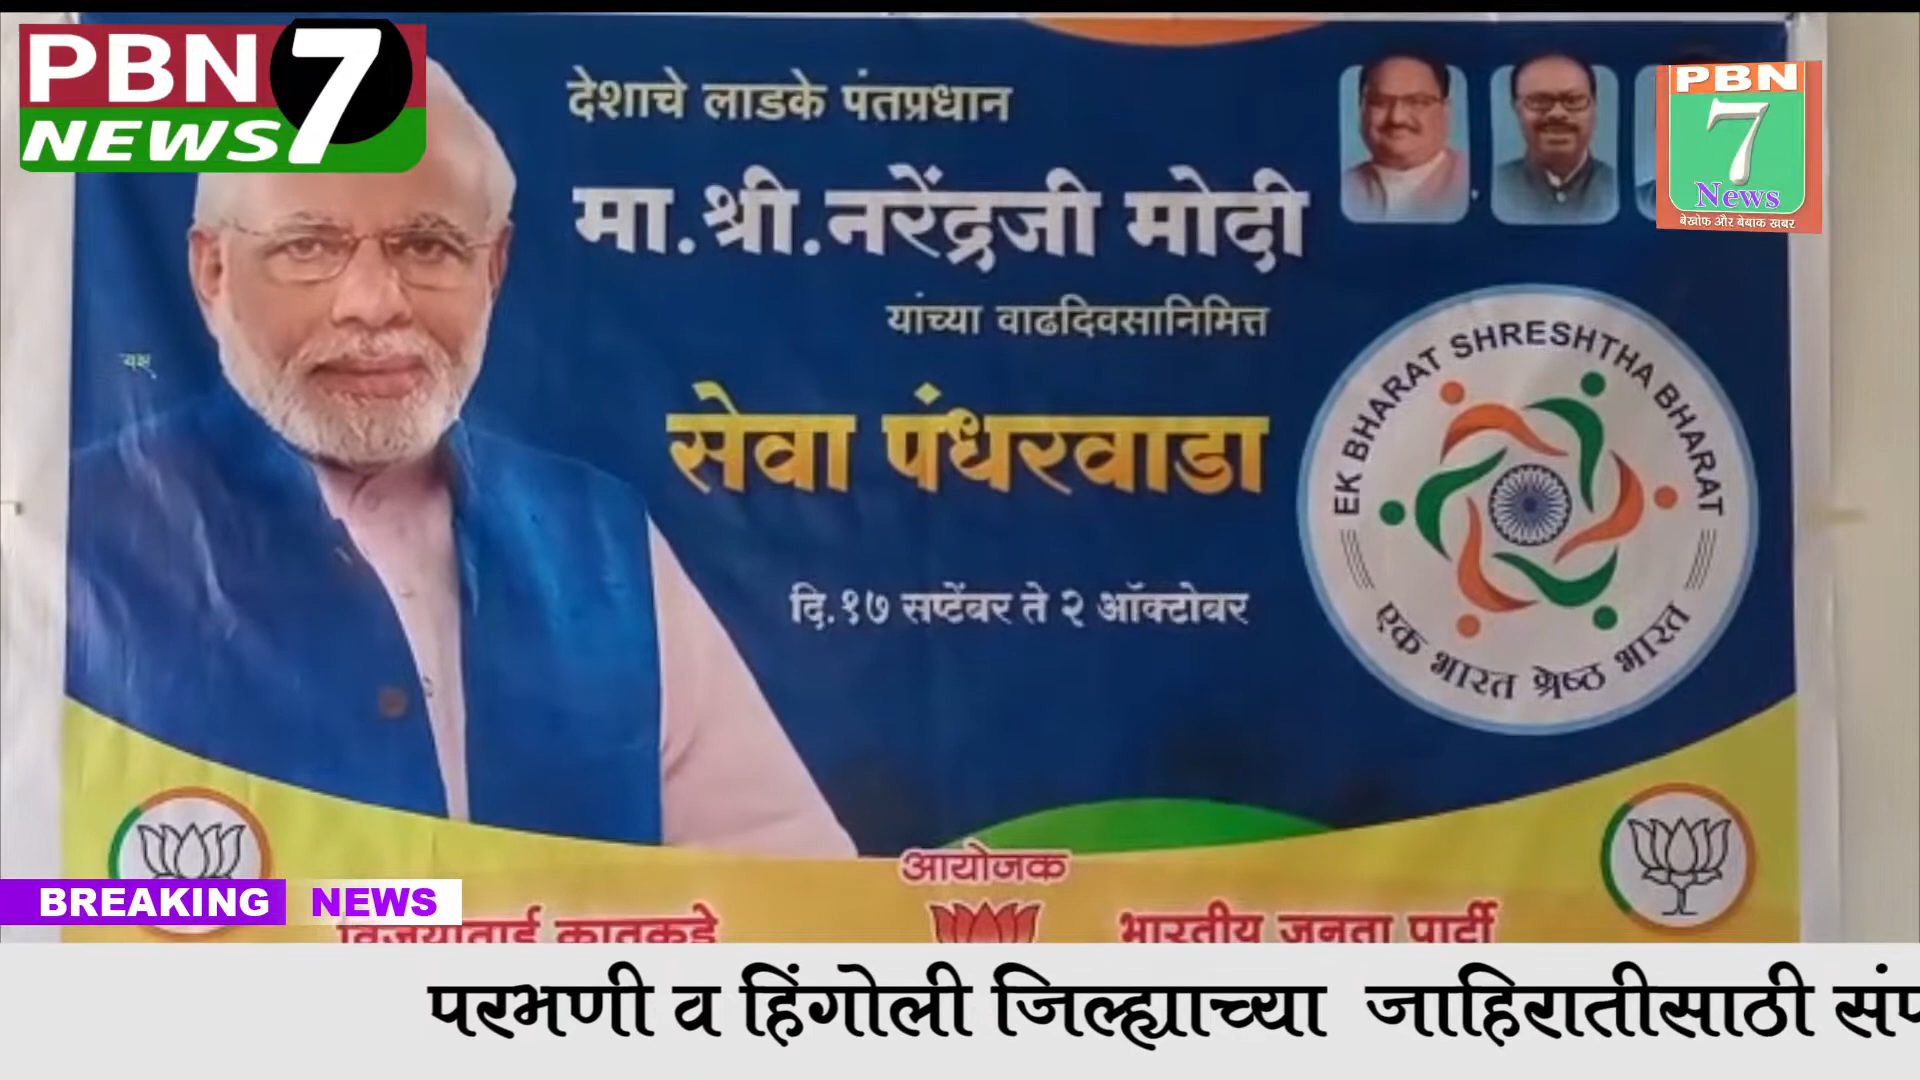 PBN 7
NEWS
देशाचे लाडके पंतप्रधान
मा.श्री.नरेंद्रजी मोदी
यांच्या वाढदिवसानिमित्त
सेवा पंधरवाडा
दि.१७ सप्टेंबर ते २ ऑक्टोबर
PBN
7
News
बेखोफ और बेबाक खबर
EK BHARAT SHRESHTHA BHARAT
एक भारत श्रेष्ठ भारत
आयोजक
भारतीय जनता पार्टी
BREAKING NEWS
परभणी व हिंगोली जिल्ह्याच्या जाहिरातीसाठी